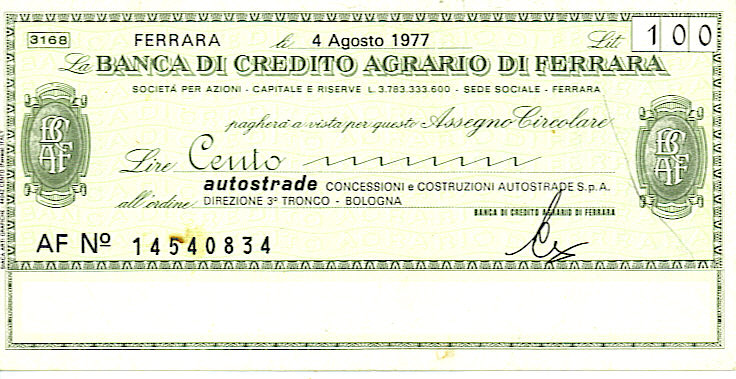 3168 FERRARA li 4 Agosto 1977 Lit. 100
La BANCA DI CREDITO AGRARIO DI FERRARA
SOCIETÀ PER AZIONI - CAPITALE E RISERVE L. 3.783.333.600 - SEDE SOCIALE - FERRARA
pagherà a vista per questo Assegno Circolare
BCAF
BCAF
Lire Cento
autostrade CONCESSIONI e COSTRUZIONI AUTOSTRADE S.p.A.
all'ordine DIREZIONE 3° TRONCO - BOLOGNA
BANCA DI CREDITO AGRARIO DI FERRARA
AF Nº 14540834